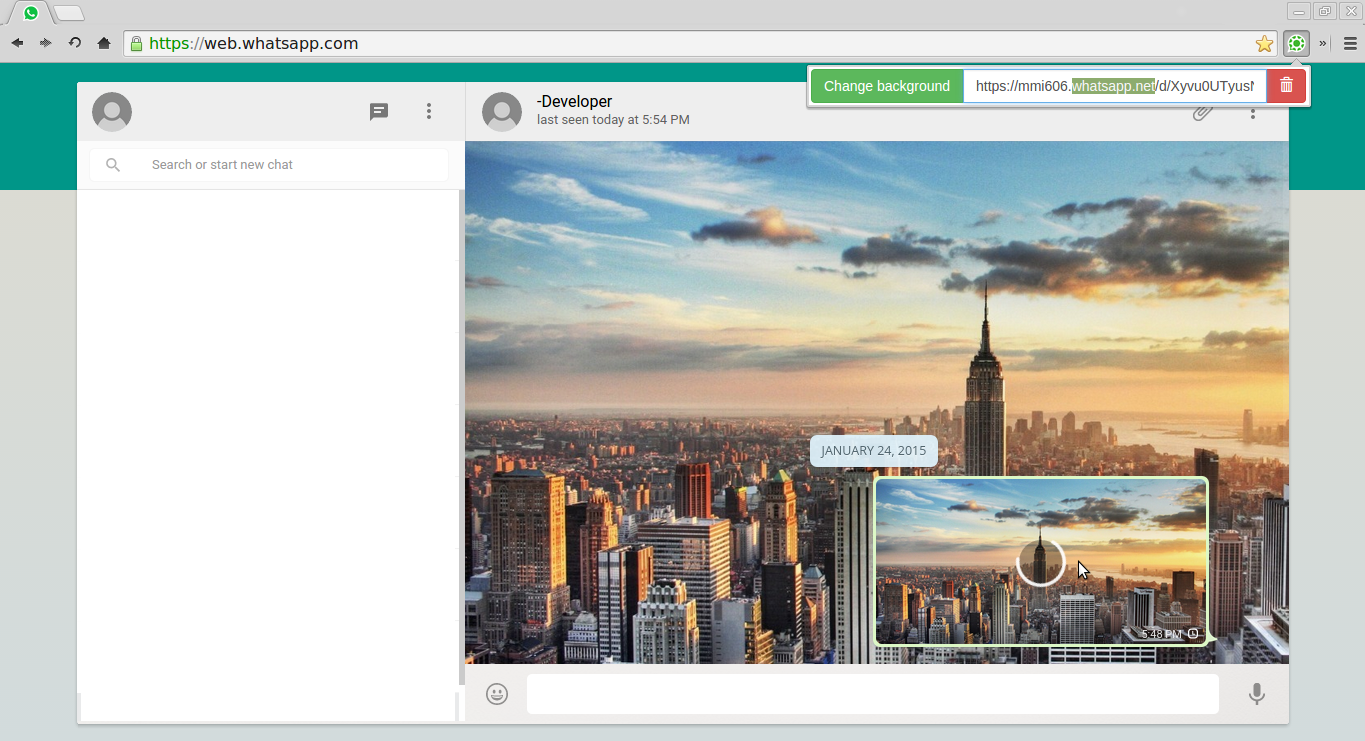 https://web.whatsapp.com
»
Change background
https://mmi606.whatsapp.net/d/Xyvu0UTyus
-Developer
last seen today at 5:54 PM
Search or start new chat
JANUARY 24, 2015
5:48 PM